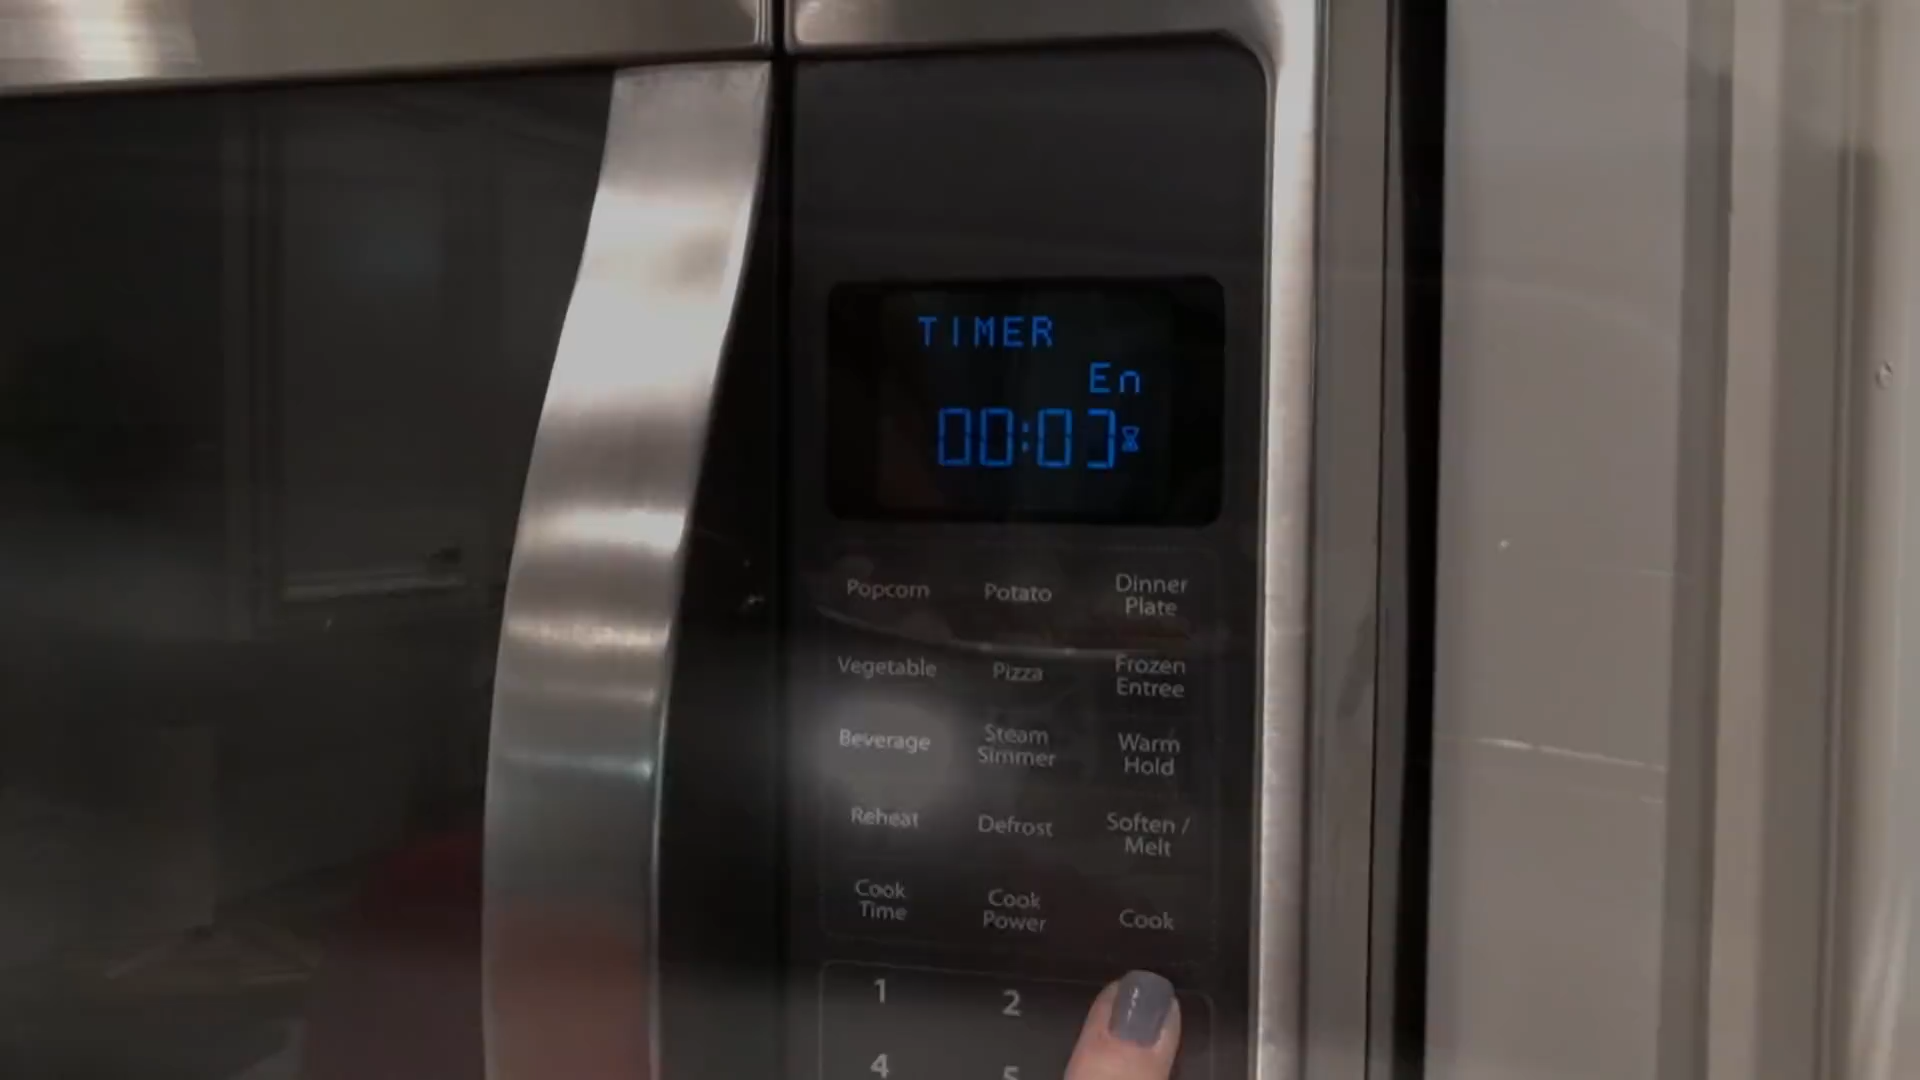 TIMER
En
00:03
Popcorn
Potato
Dinner
Plate
Vegetable
Pizza
Frozen
Entree
Beverage
Steam
Simmer
Warm
Hold
Reheat
Defrost
Soften /
Melt
Cook
Time
Cook
Power
Cook
1
2
4
5